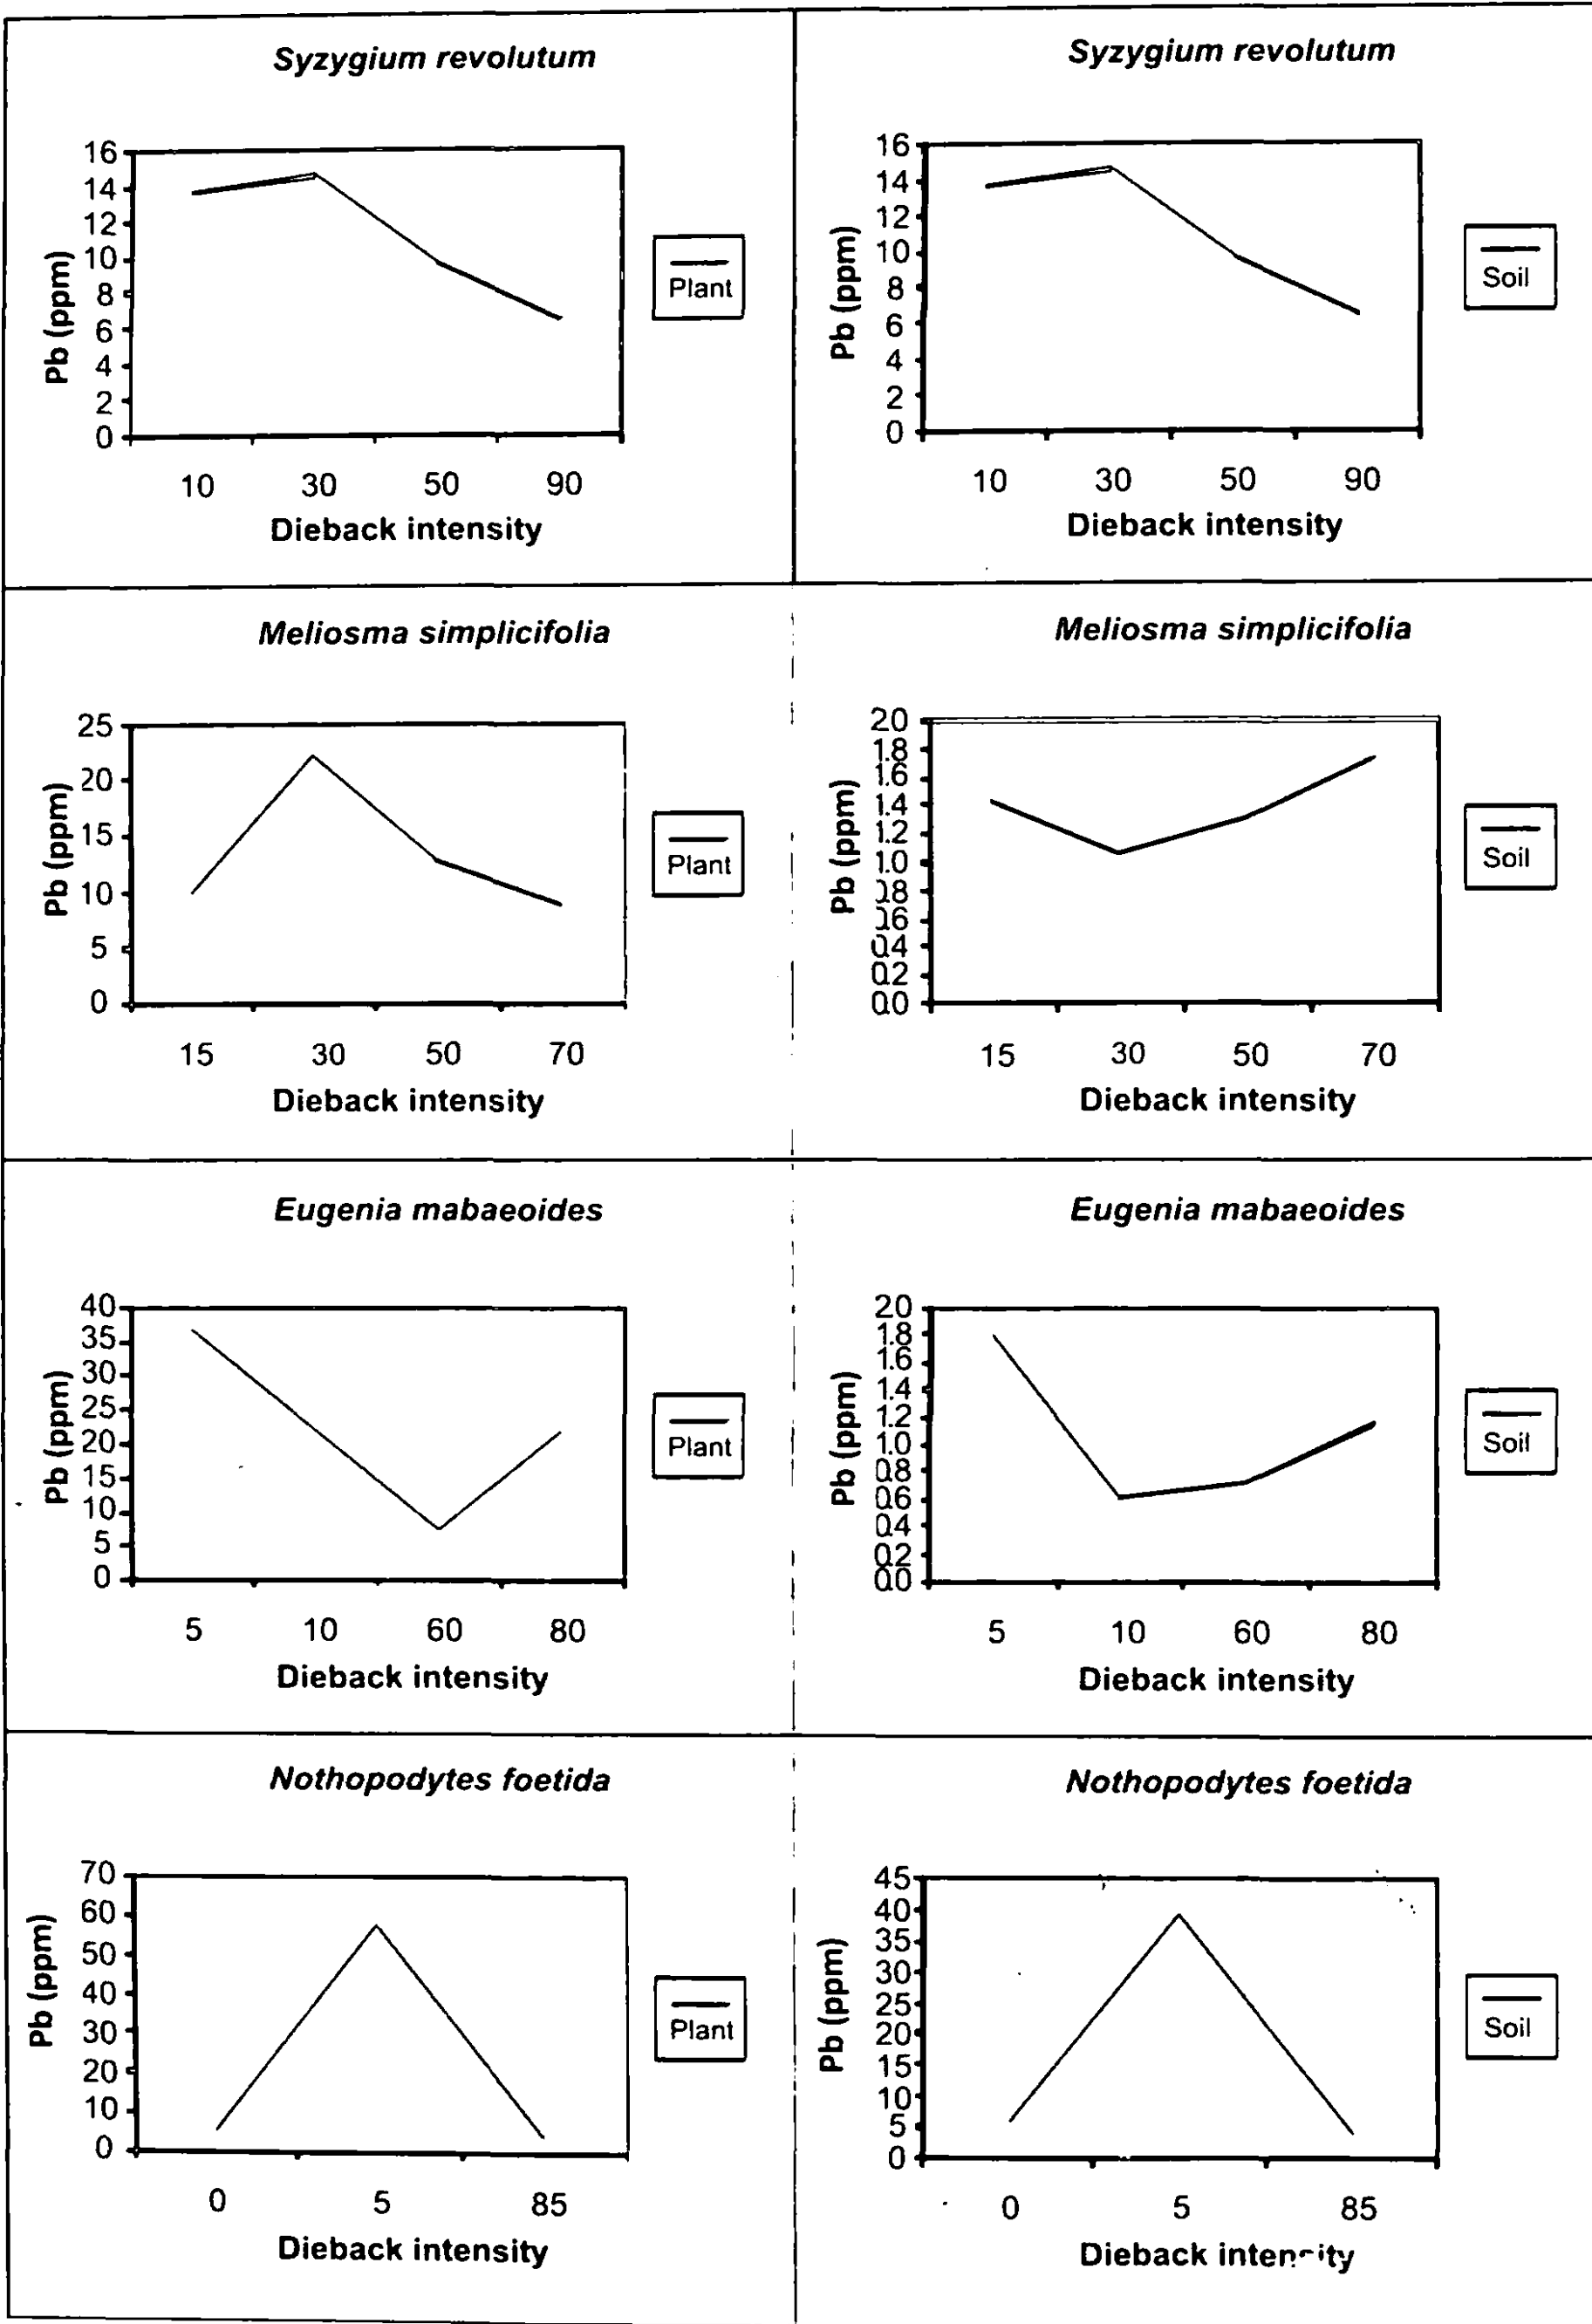 Syzygium revolutum
16
14
12
10
8
6
4
2
0
Pb (ppm)
Plant
10 30 50 90
Dieback intensity
Syzygium revolutum
16
14
12
10
8
6
4
2
0
Pb (ppm)
Soil
10 30 50 90
Dieback intensity
Meliosma simplicifolia
25
20
15
10
5
0
Pb (ppm)
Plant
15 30 50 70
Dieback intensity
Meliosma simplicifolia
2.0
1.8
1.6
1.4
1.2
1.0
0.8
0.6
0.4
0.2
0.0
Pb (ppm)
Soil
15 30 50 70
Dieback intensity
Eugenia mabaeoides
40
35
30
25
20
15
10
5
0
Pb (ppm)
Plant
5 10 60 80
Dieback intensity
Eugenia mabaeoides
2.0
1.8
1.6
1.4
1.2
1.0
0.8
0.6
0.4
0.2
0.0
Pb (ppm)
Soil
5 10 60 80
Dieback intensity
Nothopodytes foetida
70
60
50
40
30
20
10
0
Pb (ppm)
Plant
0 5 85
Dieback intensity
Nothopodytes foetida
45
40
35
30
25
20
15
10
5
0
Pb (ppm)
Soil
0 5 85
Dieback intensity